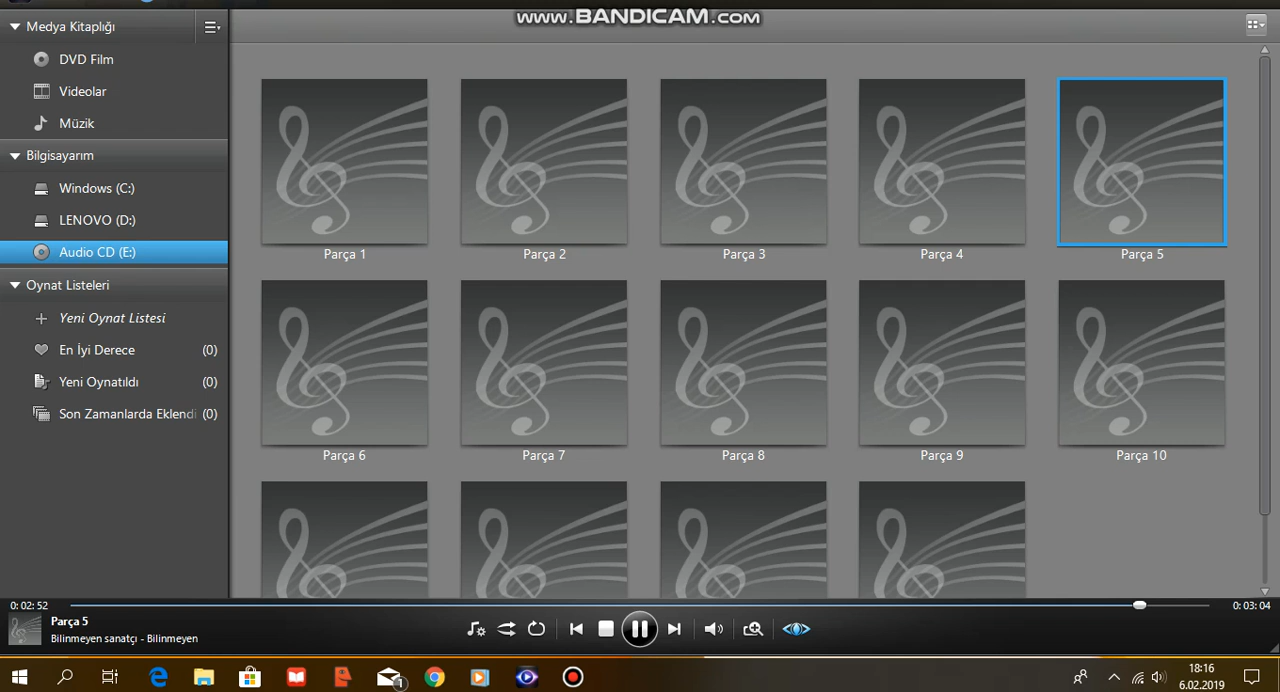 www.BANDICAM.com
Medya Kitaplığı
DVD Film
Videolar
Müzik
Bilgisayarım
Windows (C:)
LENOVO (D:)
Audio CD (E:)
Oynat Listeleri
Yeni Oynat Listesi
En İyi Derece (0)
Yeni Oynatıldı (0)
Son Zamanlarda Eklendi (0)
Parça 1 Parça 2 Parça 3 Parça 4 Parça 5
Parça 6 Parça 7 Parça 8 Parça 9 Parça 10
0: 02: 52 0: 03: 04
Parça 5
Bilinmeyen sanatçı - Bilinmeyen
1
18:16
6.02.2019